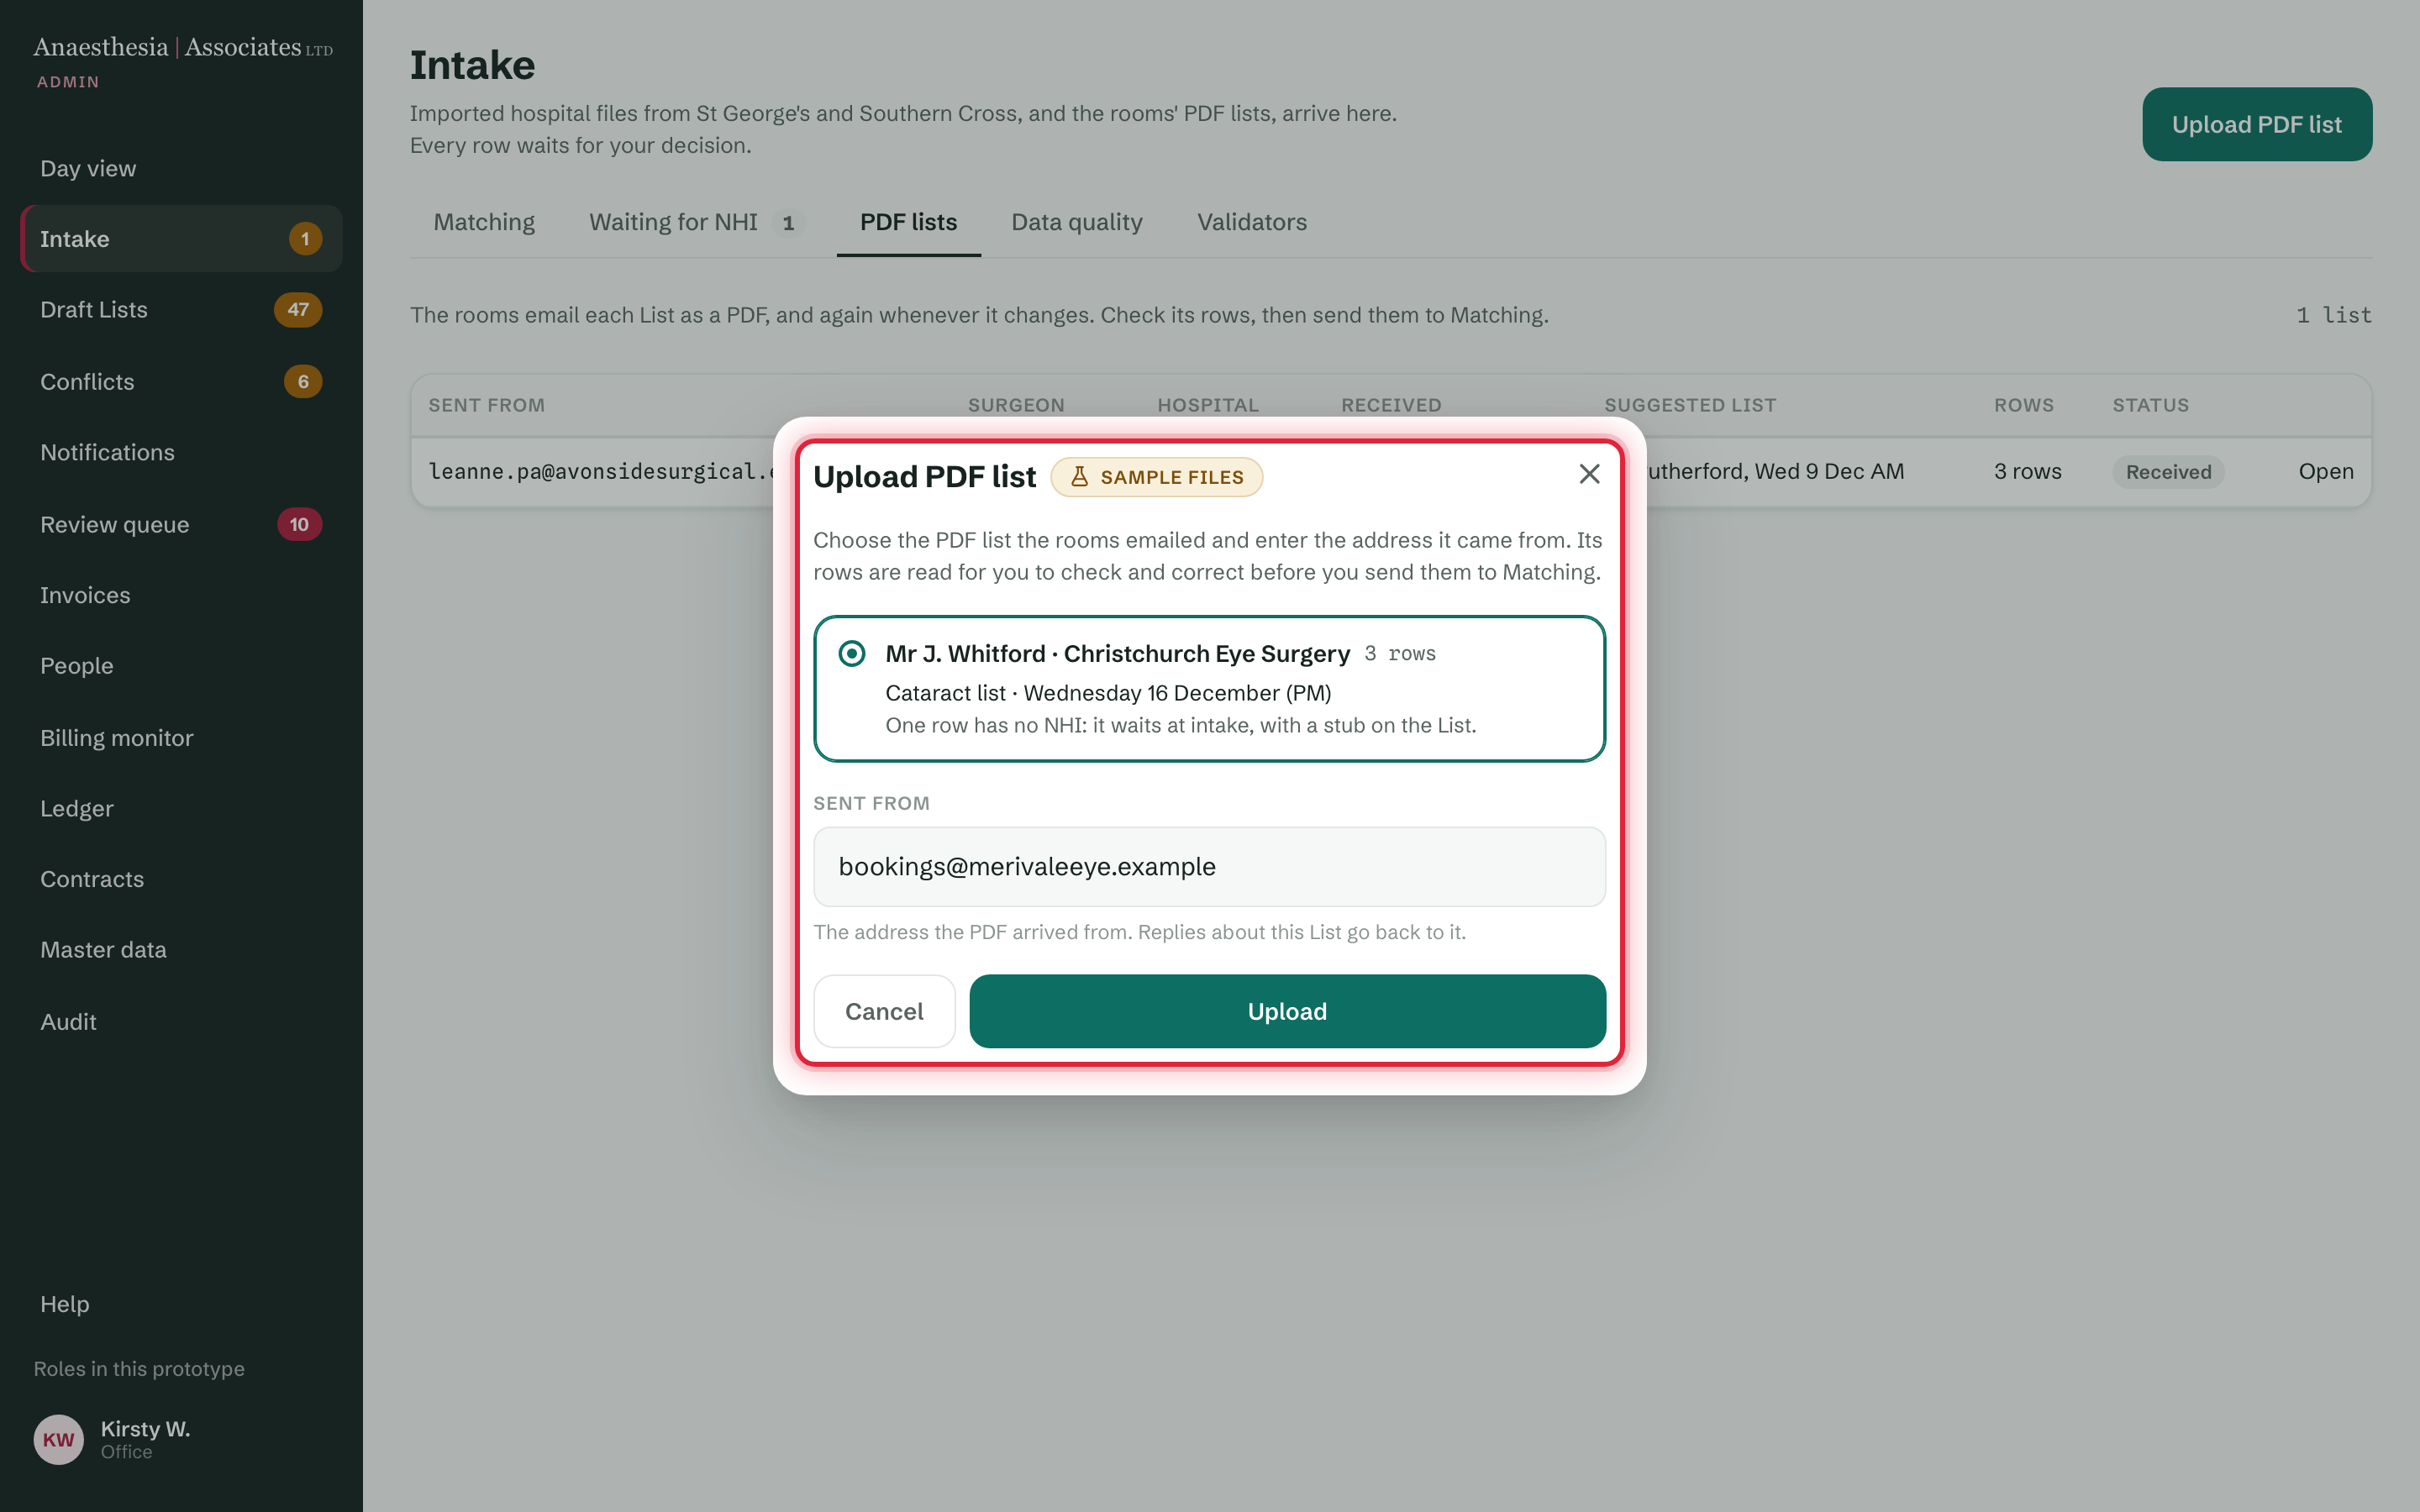 Anaesthesia | Associates LTD
ADMIN
Day view
Intake 1
Draft Lists 47
Conflicts 6
Notifications
Review queue 10
Invoices
People
Billing monitor
Ledger
Contracts
Master data
Audit
Help
Roles in this prototype
KW
Kirsty W.
Office
Intake
Imported hospital files from St George's and Southern Cross, and the rooms' PDF lists, arrive here.
Every row waits for your decision.
Upload PDF list
Matching Waiting for NHI 1 PDF lists Data quality Validators
The rooms email each List as a PDF, and again whenever it changes. Check its rows, then send them to Matching. 1 list
SENT FROM SURGEON HOSPITAL RECEIVED SUGGESTED LIST ROWS STATUS
leanne.pa@avonsidesurgical. utherford, Wed 9 Dec AM 3 rows Received Open
Upload PDF list SAMPLE FILES
Choose the PDF list the rooms emailed and enter the address it came from. Its
rows are read for you to check and correct before you send them to Matching.
Mr J. Whitford · Christchurch Eye Surgery 3 rows
Cataract list · Wednesday 16 December (PM)
One row has no NHI: it waits at intake, with a stub on the List.
SENT FROM
bookings@merivaleeye.example
The address the PDF arrived from. Replies about this List go back to it.
Cancel Upload